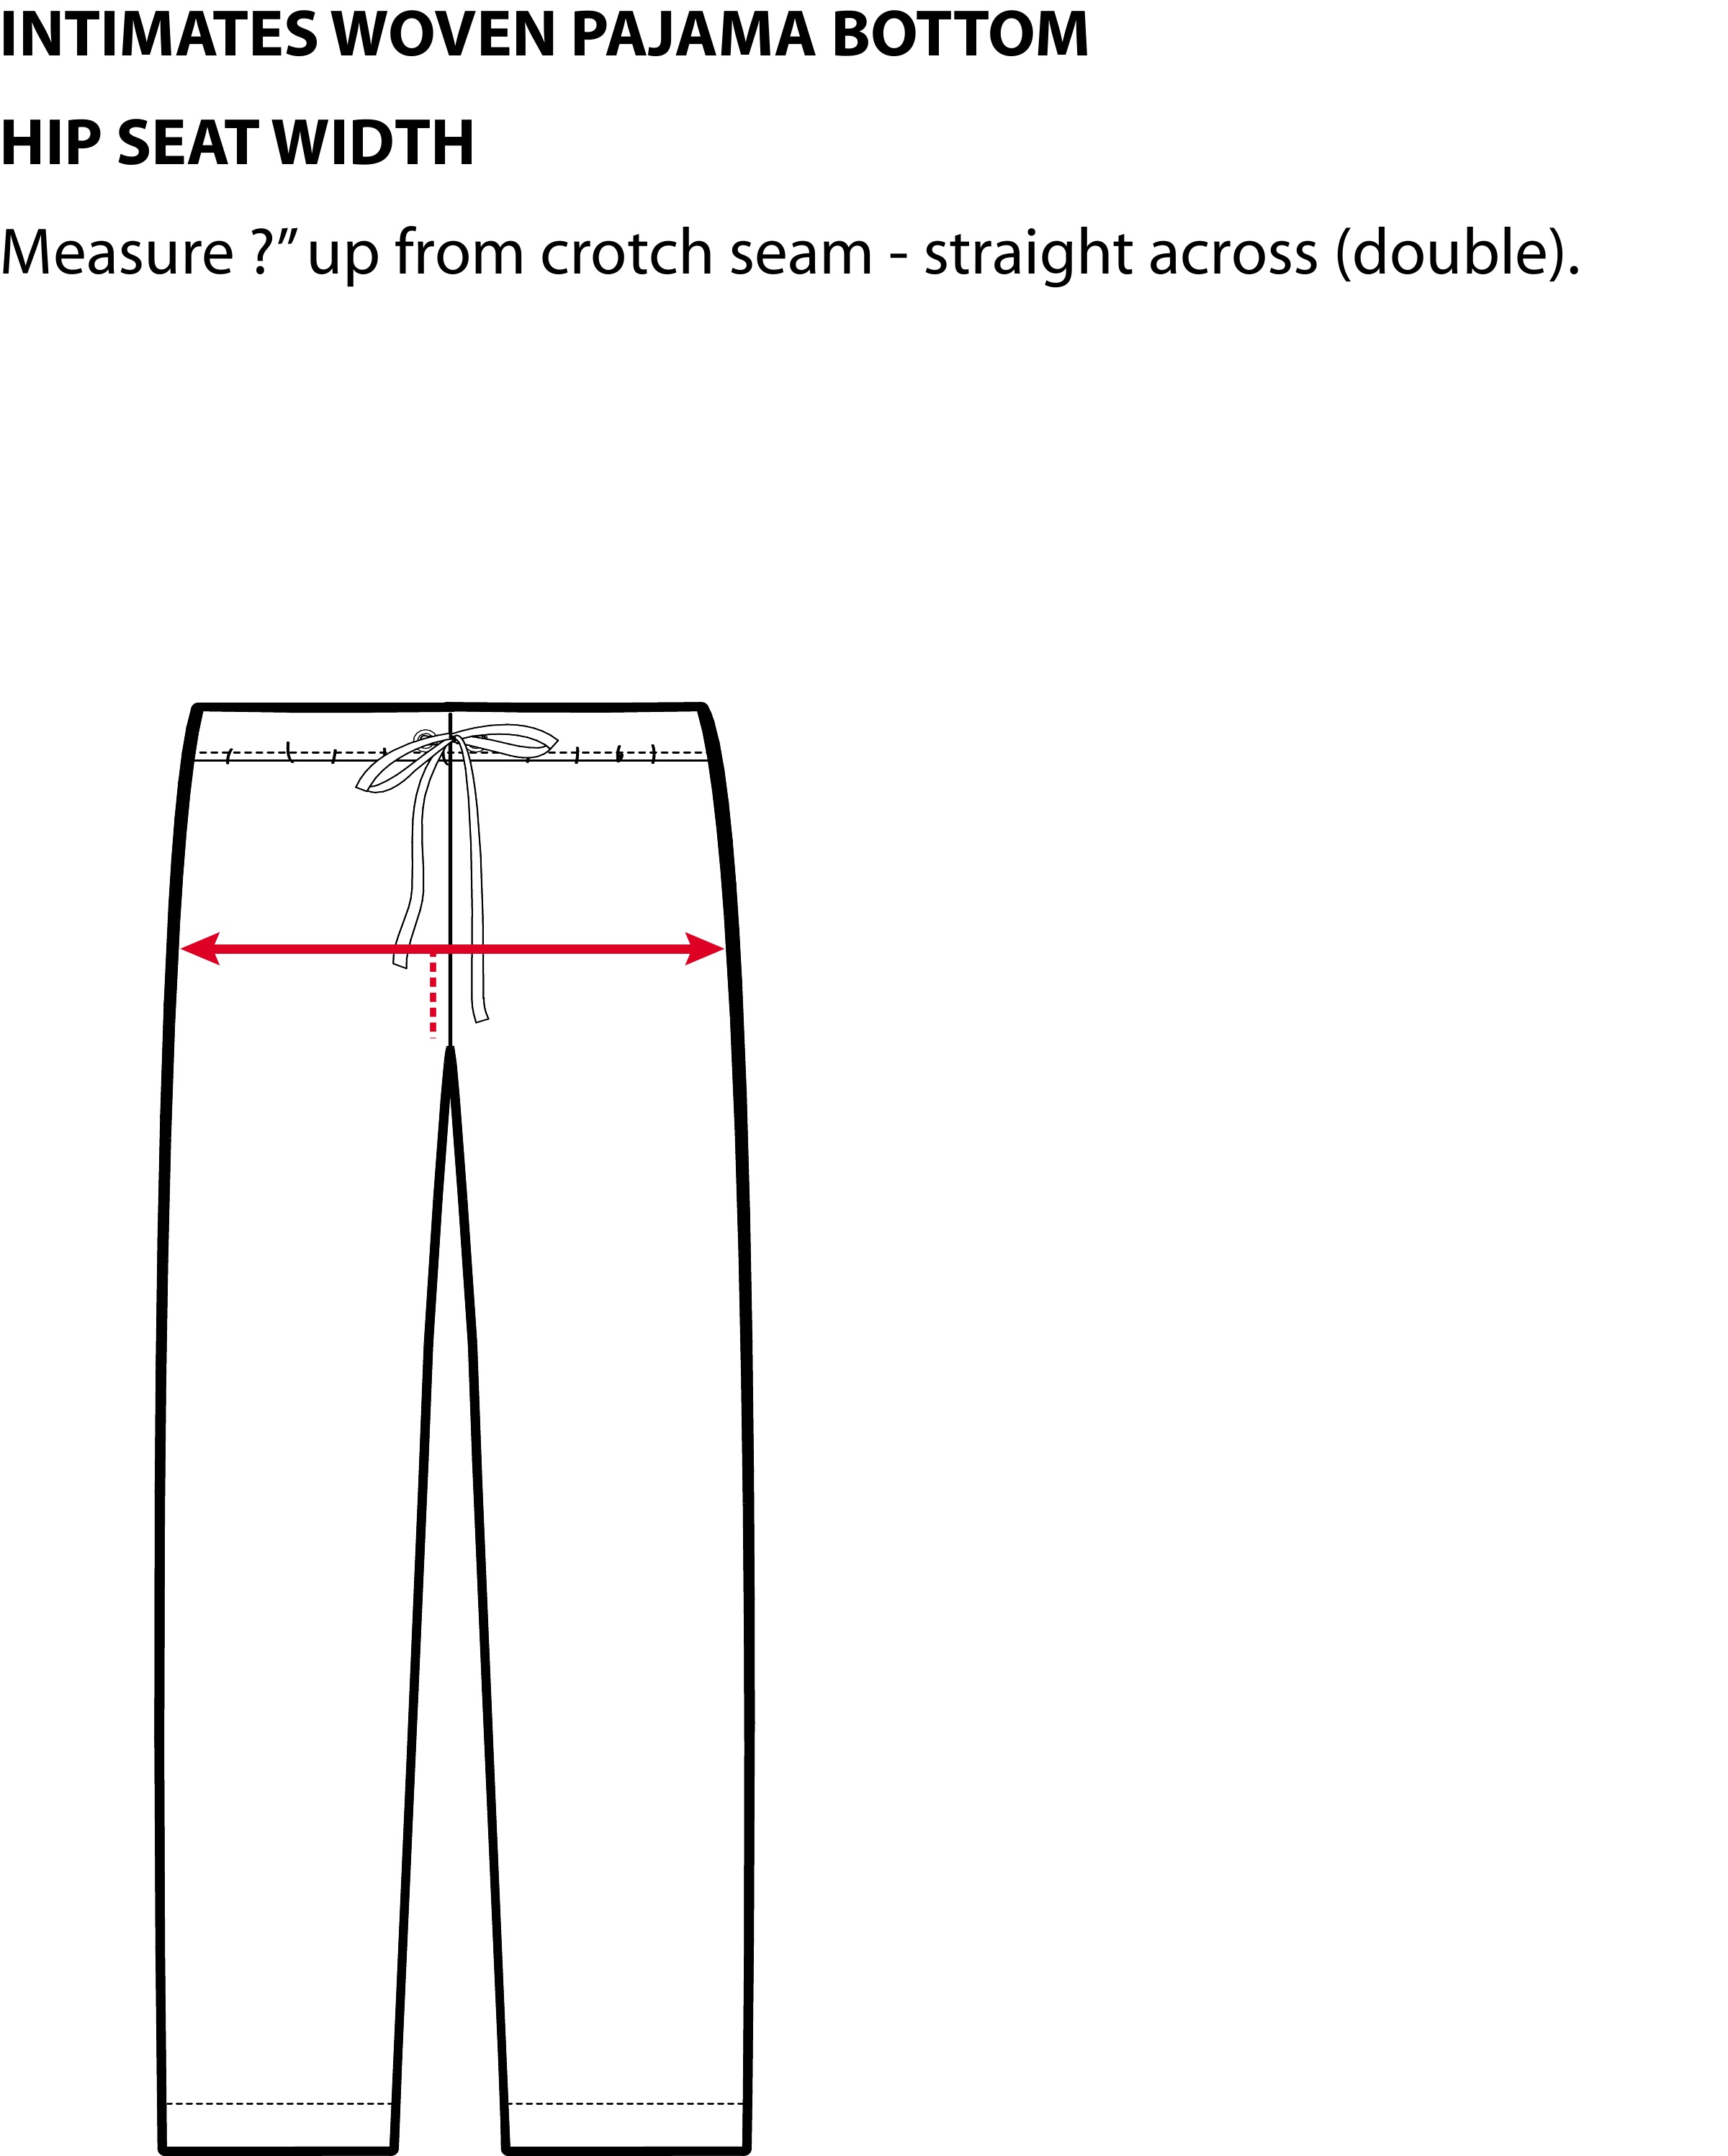 INTIMATES WOVEN PAJAMA BOTTOM
HIP SEAT WIDTH
Measure ?” up from crotch seam - straight across (double).